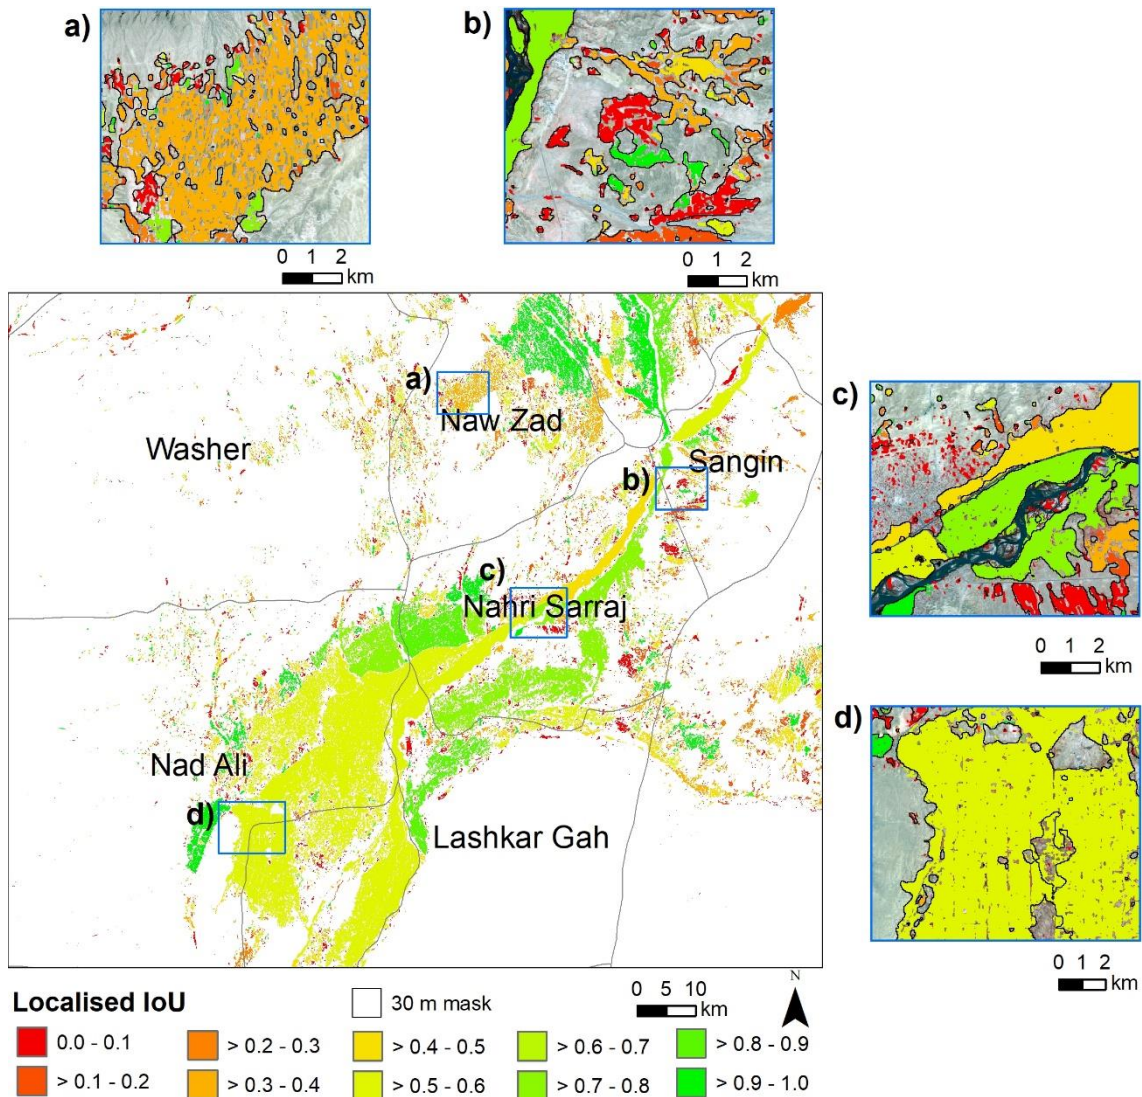 a)
b)
0 1 2
km
0 1 2
km
a)
Naw Zad
Washer
Sangin
b)
c)
Nahri Sarraj
Nad Ali
d)
Lashkar Gah
c)
0 1 2
km
d)
0 1 2
km
Localised IoU
30 m mask
0 5 10
km
N
0.0 - 0.1
> 0.2 - 0.3
> 0.4 - 0.5
> 0.6 - 0.7
> 0.8 - 0.9
> 0.1 - 0.2
> 0.3 - 0.4
> 0.5 - 0.6
> 0.7 - 0.8
> 0.9 - 1.0